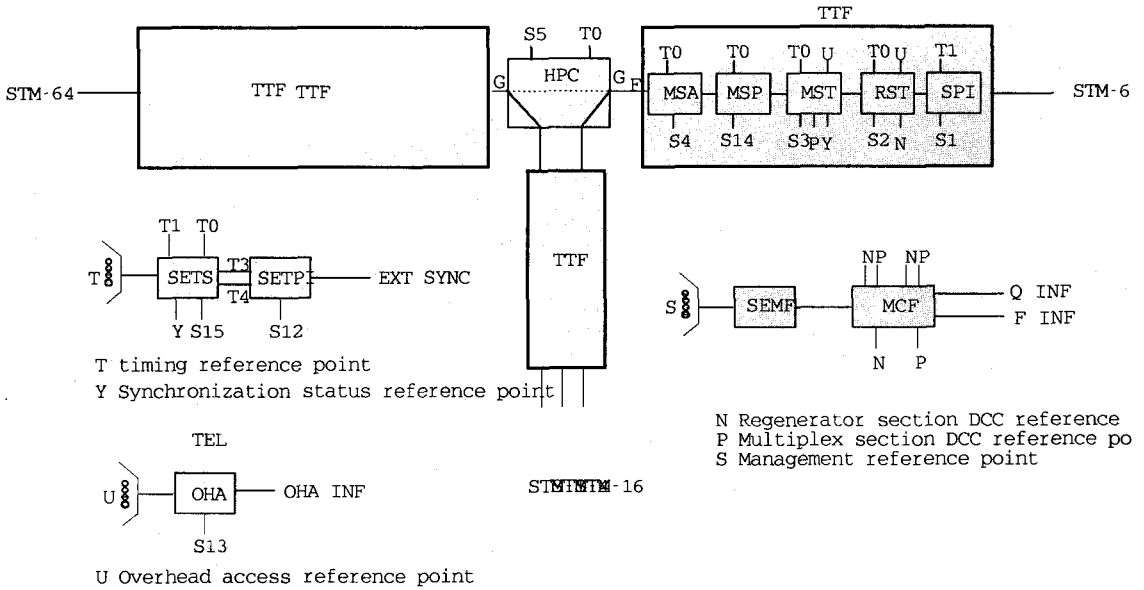 TTF
S5 T0
T0 T0 T0 U T0 U T1
HPC
STM-64 TTF TTF G G F MSA MSP MST RST SPI STM-6
S4 S14 S3 P Y S2 N S1
TTF
T1 T0
T SETS T3 SETPI EXT SYNC
T4
Y S15 S12
NP NP
S SEMF MCF Q INF
F INF
N P
T timing reference point
Y Synchronization status reference point
N Regenerator section DCC reference
P Multiplex section DCC reference po
S Management reference point
TEL
U OHA OHA INF
S13
-16
U Overhead access reference point